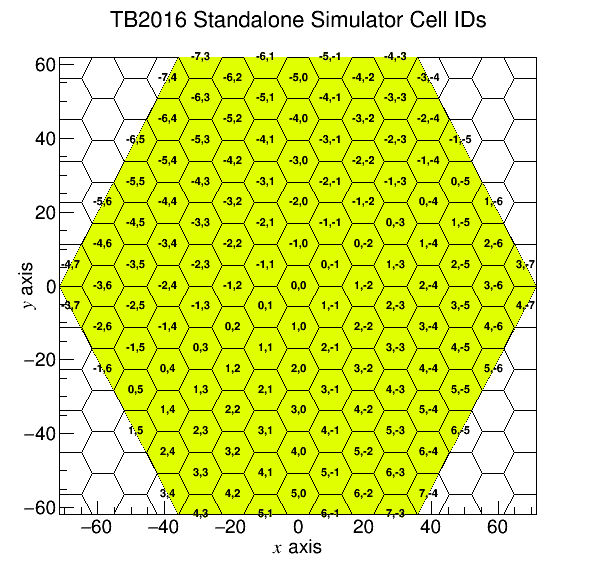 TB2016 Standalone Simulator Cell IDs
y axis
60
40
20
0
−20
−40
−60
-7,3 -6,1 -5,-1 -4,-3
-7,4 -6,2 -5,0 -4,-2 -3,-4
-6,3 -5,1 -4,-1 -3,-3
-6,4 -5,2 -4,0 -3,-2 -2,-4
-6,5 -5,3 -4,1 -3,-1 -2,-3 -1,-5
-5,4 -4,2 -3,0 -2,-2 -1,-4
-5,5 -4,3 -3,1 -2,-1 -1,-3 0,-5
-5,6 -4,4 -3,2 -2,0 -1,-2 0,-4 1,-6
-4,5 -3,3 -2,1 -1,-1 0,-3 1,-5
-4,6 -3,4 -2,2 -1,0 0,-2 1,-4 2,-6
-4,7 -3,5 -2,3 -1,1 0,-1 1,-3 2,-5 3,-7
-3,6 -2,4 -1,2 0,0 1,-2 2,-4 3,-6
-3,7 -2,5 -1,3 0,1 1,-1 2,-3 3,-5 4,-7
-2,6 -1,4 0,2 1,0 2,-2 3,-4 4,-6
-1,5 0,3 1,1 2,-1 3,-3 4,-5
-1,6 0,4 1,2 2,0 3,-2 4,-4 5,-6
0,5 1,3 2,1 3,-1 4,-3 5,-5
1,4 2,2 3,0 4,-2 5,-4
1,5 2,3 3,1 4,-1 5,-3 6,-5
2,4 3,2 4,0 5,-2 6,-4
3,3 4,1 5,-1 6,-3
3,4 4,2 5,0 6,-2 7,-4
4,3 5,1 6,-1 7,-3
−60 −40 −20 0 20 40 60
x axis